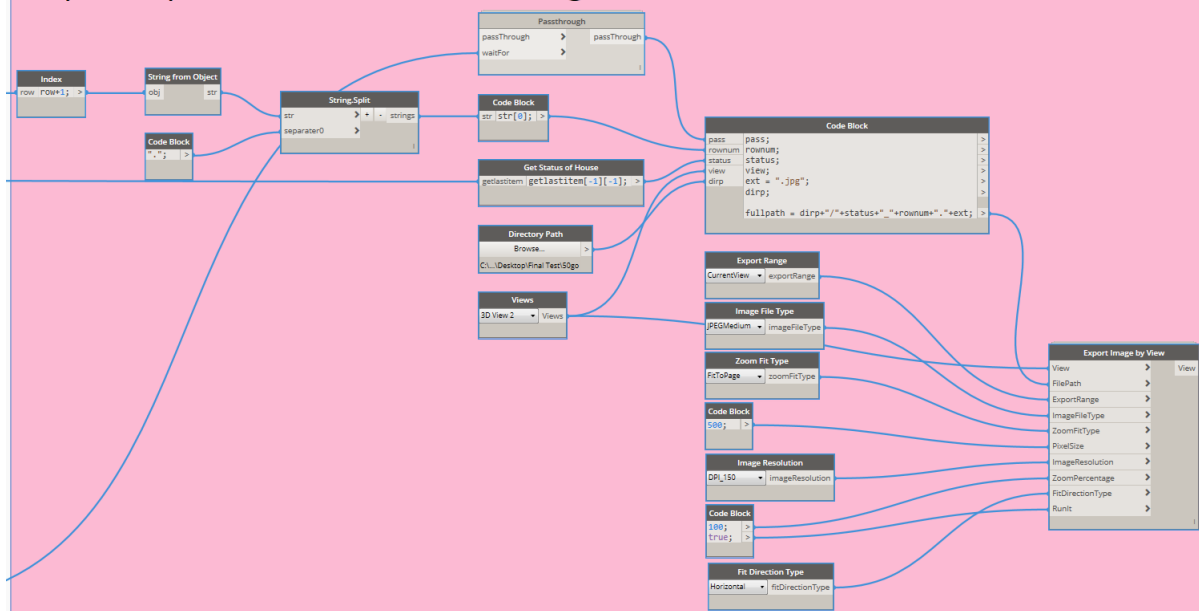 Passthrough
passThrough > passThrough
waitFor >
Index
row row+1; >
String from Object
obj str
Code Block
"."; >
String.Split
str > + - strings
separater0 >
Code Block
str str[0]; >
Get Status of House
getlastitem getlastitem[-1][-1]; >
Directory Path
Browse... >
C:\...\Desktop\Final Test\50go
Views
3D View 2 Views
Code Block
pass pass; >
rownum rownum; >
status status; >
view view; >
dirp ext = ".jpg"; >
dirp; >
fullpath = dirp+"/"+status+"_"+rownum+"."+ext; >
Export Range
CurrentView exportRange
Image File Type
JPEGMedium imageFileType
Zoom Fit Type
FitToPage zoomFitType
Code Block
500; >
Image Resolution
DPI_150 imageResolution
Code Block
100; >
true; >
Fit Direction Type
Horizontal fitDirectionType
Export Image by View
View > View
FilePath >
ExportRange >
ImageFileType >
ZoomFitType >
PixelSize >
ImageResolution >
ZoomPercentage >
FitDirectionType >
RunIt >